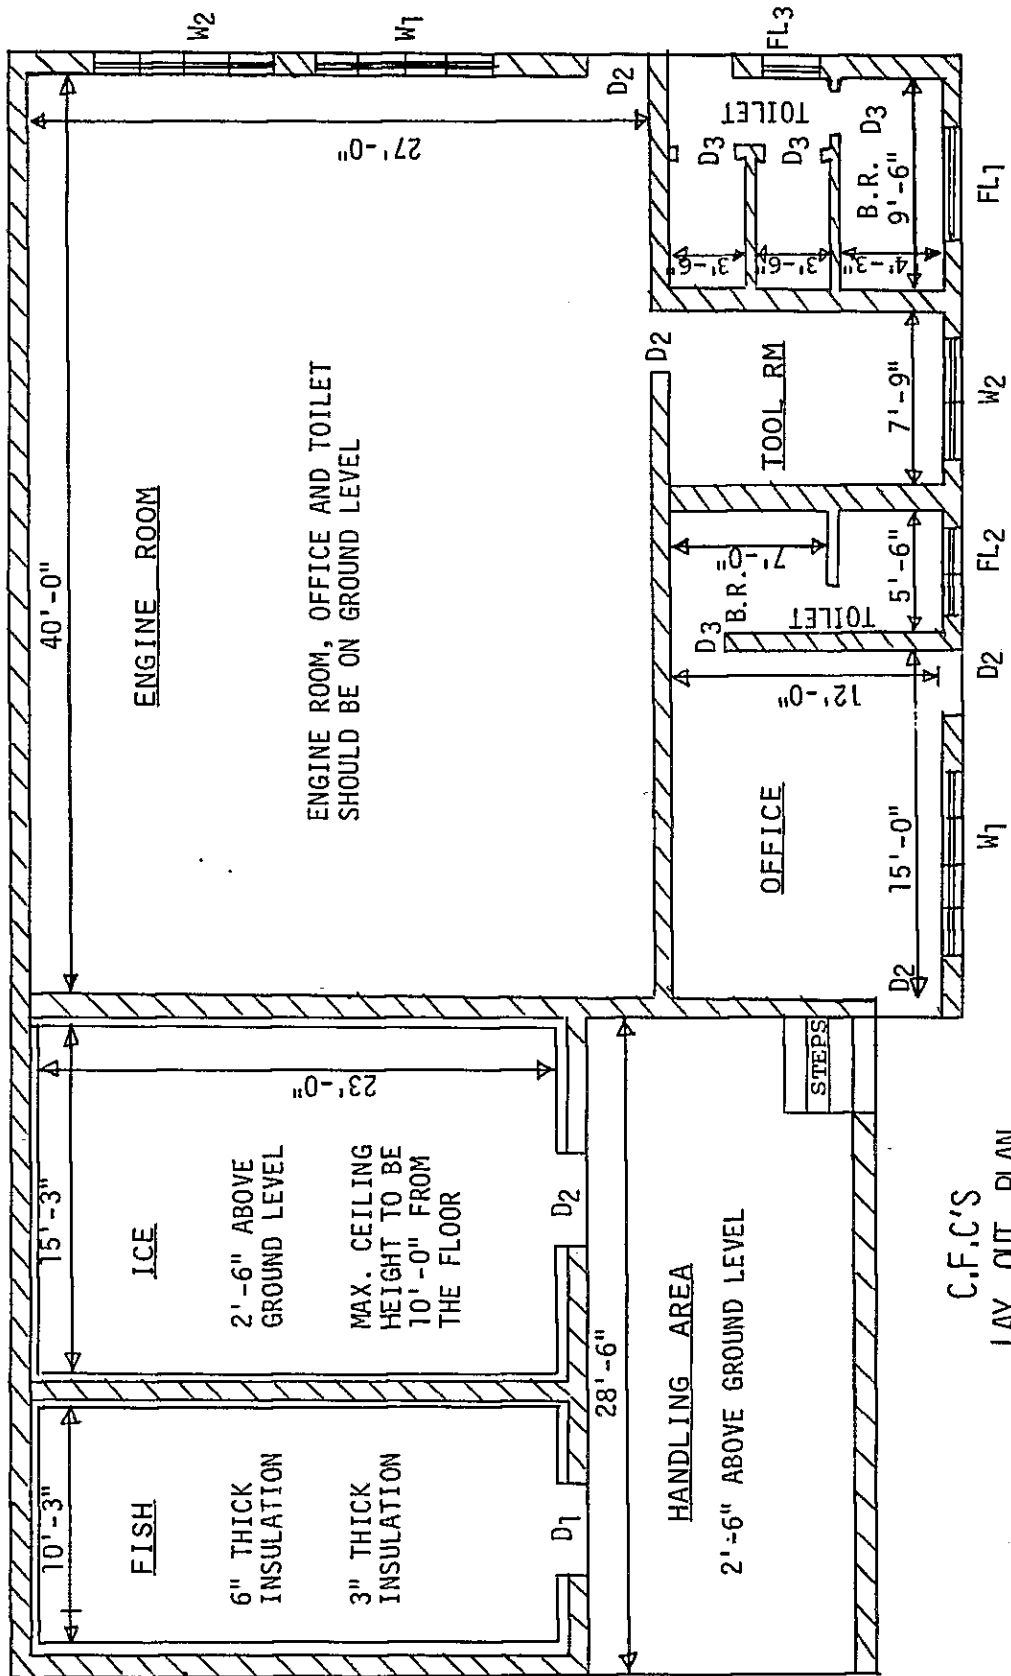 10'-3"
FISH
6" THICK
INSULATION
3" THICK
INSULATION
D1
15'-3"
ICE
2'-6" ABOVE
GROUND LEVEL
MAX. CEILING
HEIGHT TO BE
10'-0" FROM
THE FLOOR
23'-0"
D2
40'-0"
ENGINE ROOM
ENGINE ROOM, OFFICE AND TOILET
SHOULD BE ON GROUND LEVEL
27'-0"
W2
W1
D2
28'-6"
HANDLING AREA
2'-6" ABOVE GROUND LEVEL
STEPS
OFFICE
15'-0"
D2
12'-0"
W1
D2
D3
B.R.
7'-0"
TOILET
5'-6"
FL2
D2
TOOL RM
7'-9"
W2
3'-6"
3'-6"
4'-3"
D3
D3
TOILET
B.R.
D3
9'-6"
FL1
FL3
C.F.C'S
LAY OUT PLAN